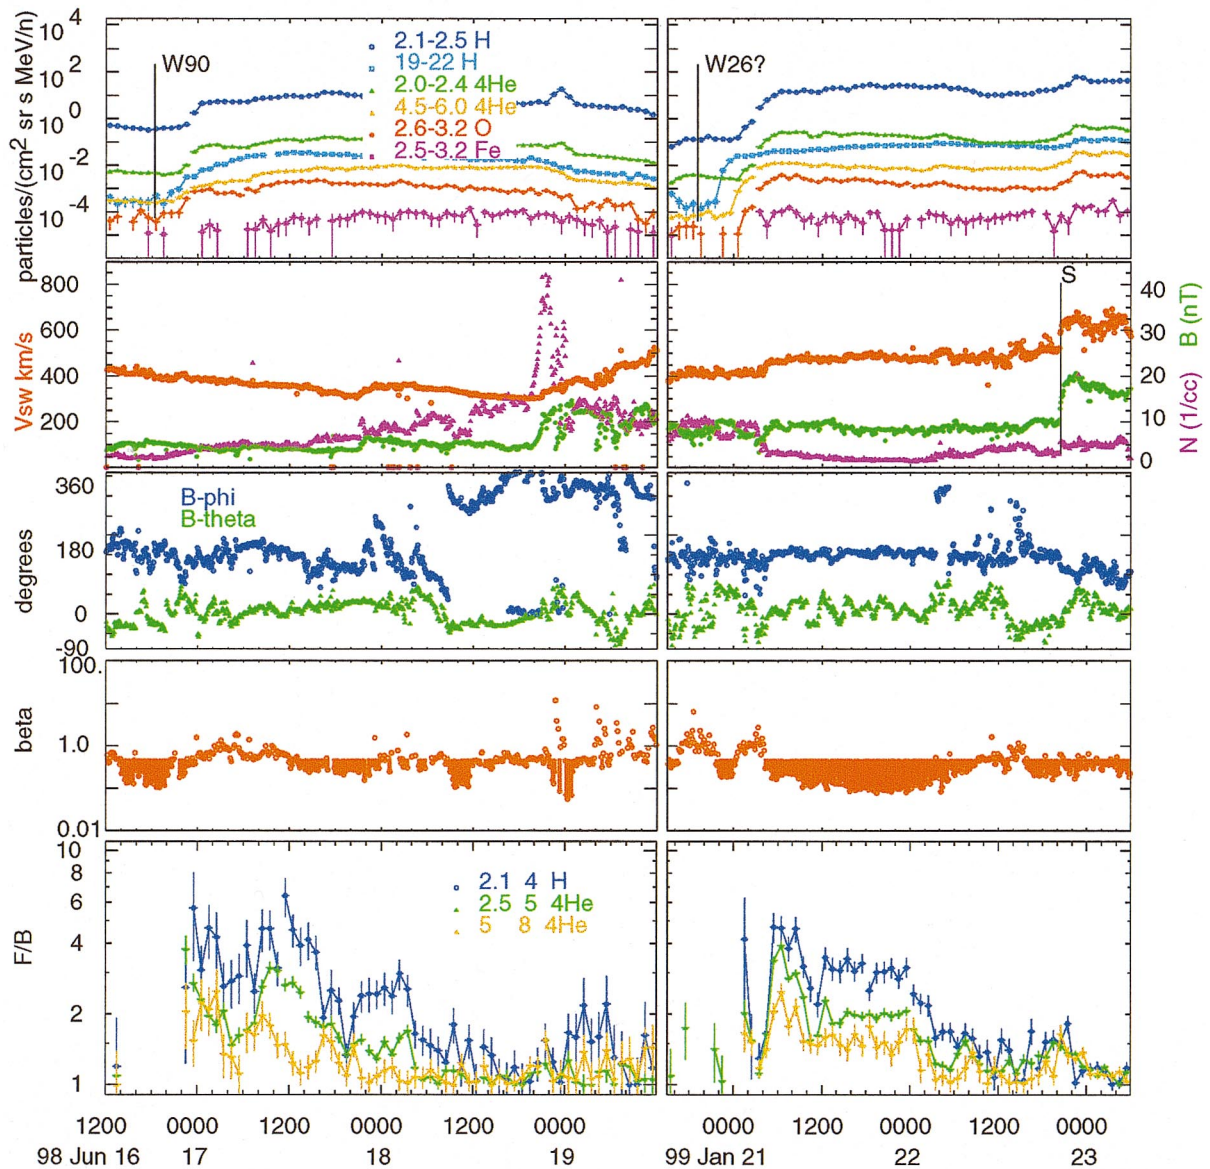 10^4
10^2
10^0
10^-2
10^-4
particles/(cm2 sr s MeV/n)
W90
2.1-2.5 H
19-22 H
2.0-2.4 4He
4.5-6.0 4He
2.6-3.2 O
2.5-3.2 Fe
W26?
800
600
400
200
Vsw km/s
S
40
30
20
10
0
B (nT)
N (1/cc)
360
180
0
-90
degrees
B-phi
B-theta
100.
1.0
0.01
beta
10
8
6
4
2
1
F/B
2.1 4 H
2.5 5 4He
5 8 4He
1200 0000 1200 0000 1200 0000 0000 1200 0000 1200 0000
98 Jun 16 17 18 19 99 Jan 21 22 23